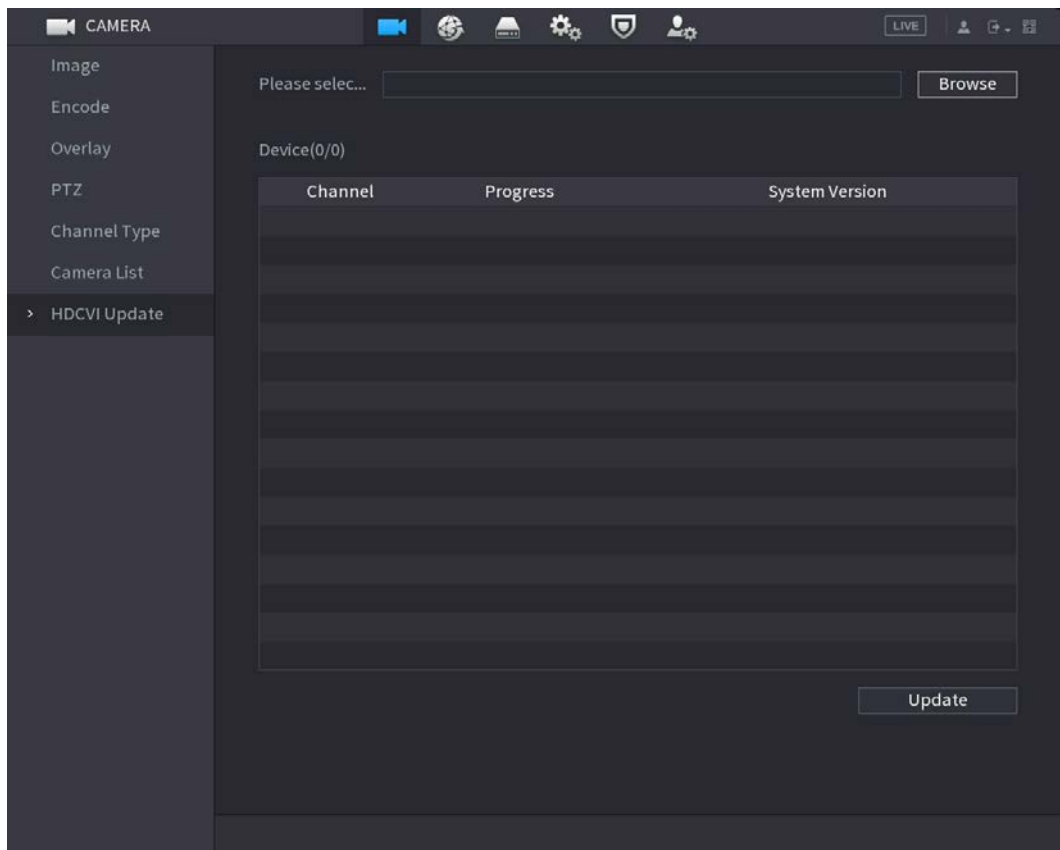 CAMERA
LIVE
Image
Encode
Overlay
PTZ
Channel Type
Camera List
HDCVI Update
Please selec...
Browse
Device(0/0)
Channel Progress System Version
Update